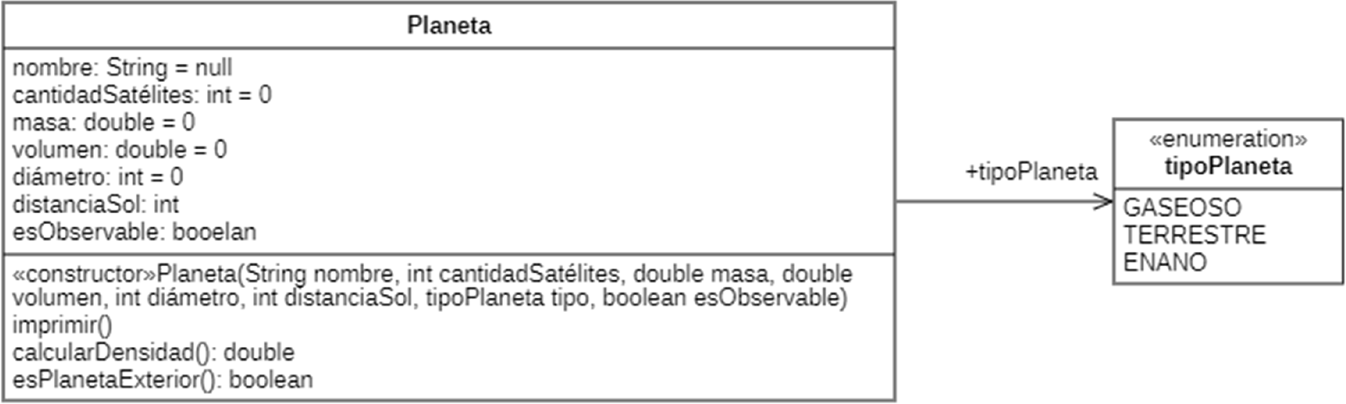 Planeta
nombre: String = null
cantidadSatélites: int = 0
masa: double = 0
volumen: double = 0
diámetro: int = 0
distanciaSol: int
esObservable: booelan
«constructor»Planeta(String nombre, int cantidadSatélites, double masa, double
volumen, int diámetro, int distanciaSol, tipoPlaneta tipo, boolean esObservable)
imprimir()
calcularDensidad(): double
esPlanetaExterior(): boolean
+tipoPlaneta
«enumeration»
tipoPlaneta
GASEOSO
TERRESTRE
ENANO